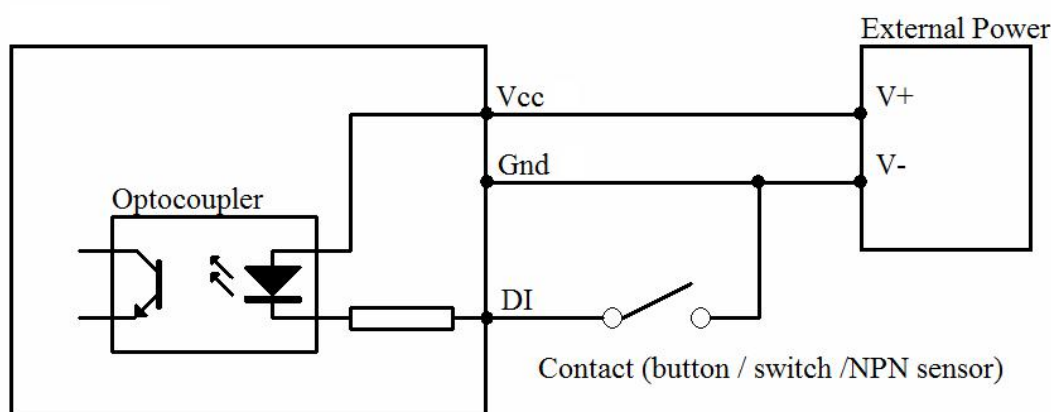 External Power
Vcc
V+
Gnd
V-
Optocoupler
DI
Contact (button / switch /NPN sensor)